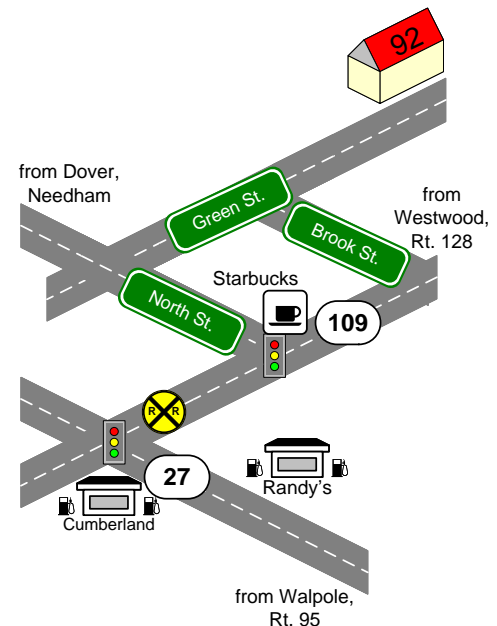 92
from Dover,
Needham
Green St.
from
Westwood,
Rt. 128
Brook St.
Starbucks
North St.
109
R R
27
Randy's
Cumberland
from Walpole,
Rt. 95